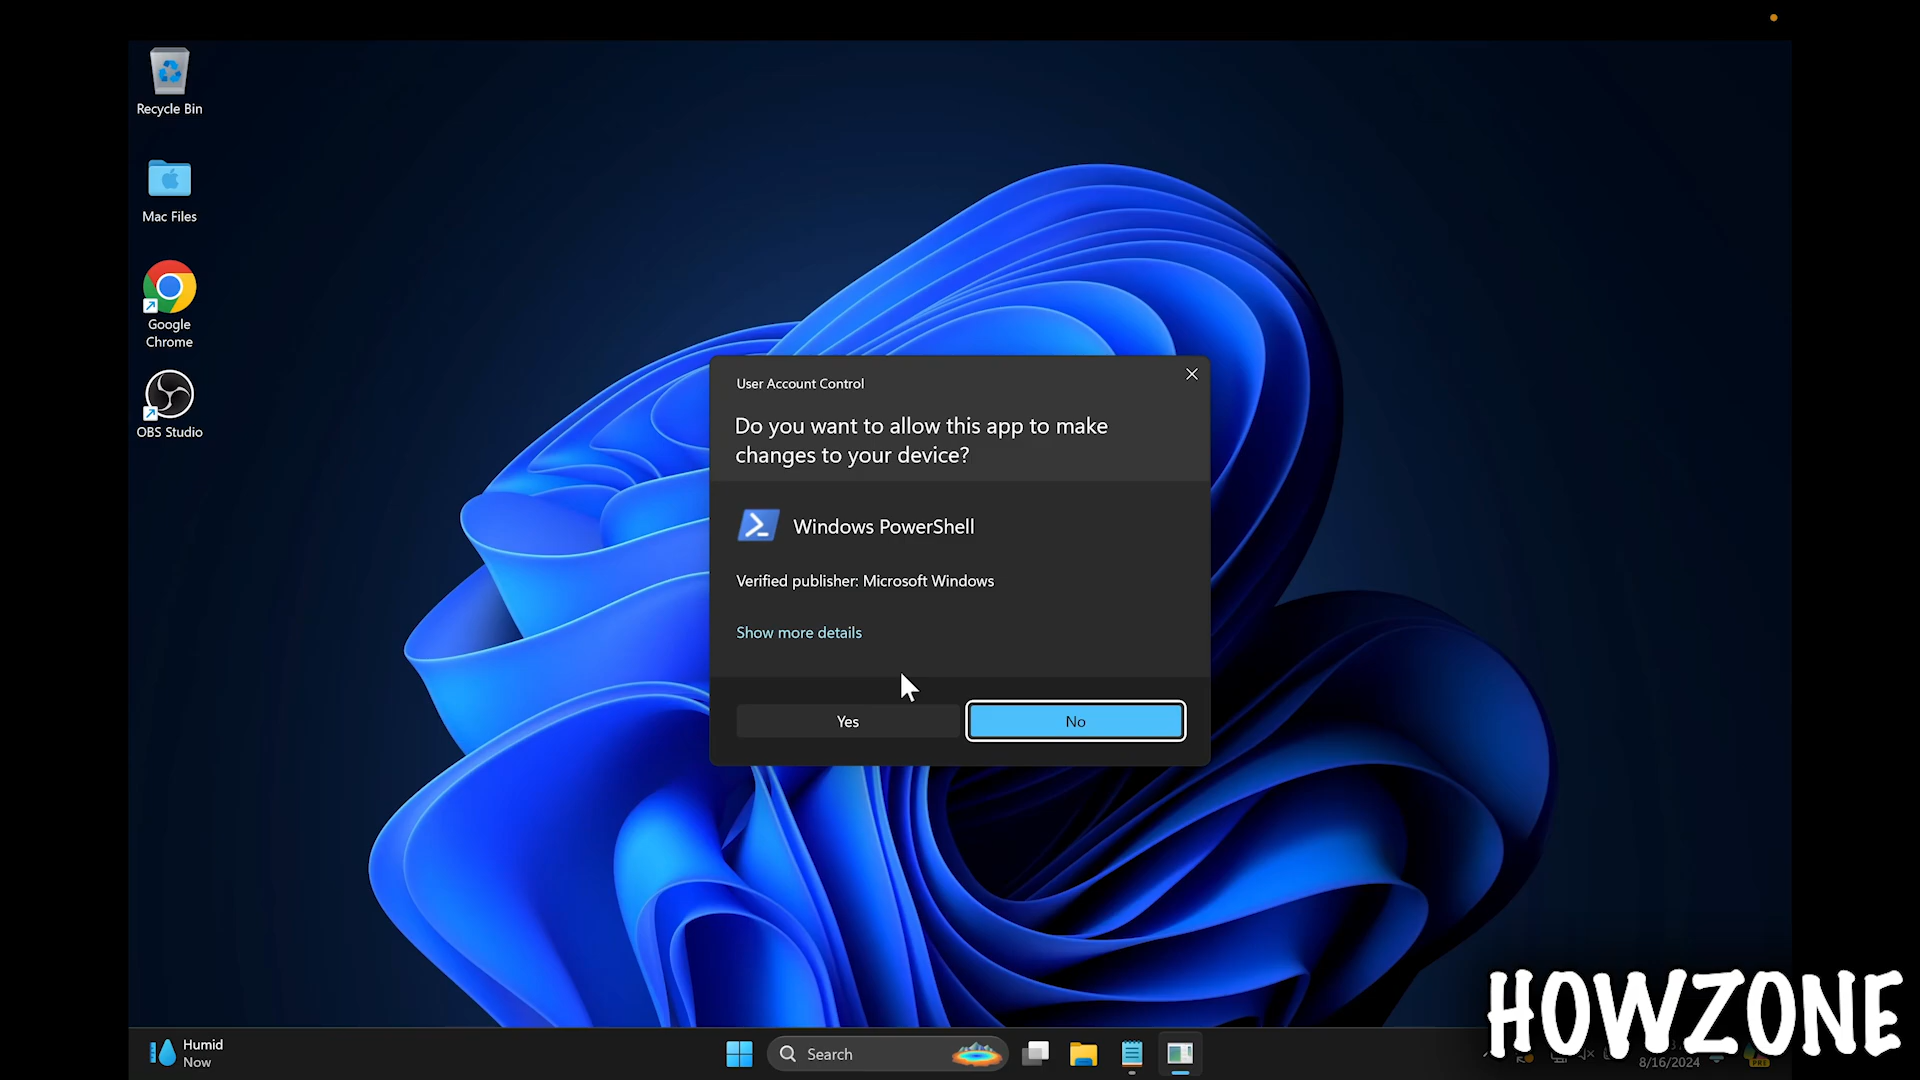 Recycle Bin
Mac Files
Google
Chrome
OBS Studio
User Account Control
Do you want to allow this app to make
changes to your device?
Windows PowerShell
Verified publisher: Microsoft Windows
Show more details
Yes
No
Humid
Now
Search
8/16/2024
PRE
HOWZONE